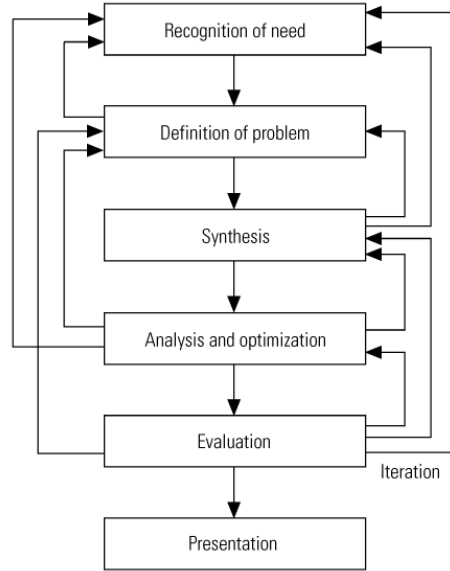 Recognition of need
Definition of problem
Synthesis
Analysis and optimization
Evaluation
Iteration
Presentation